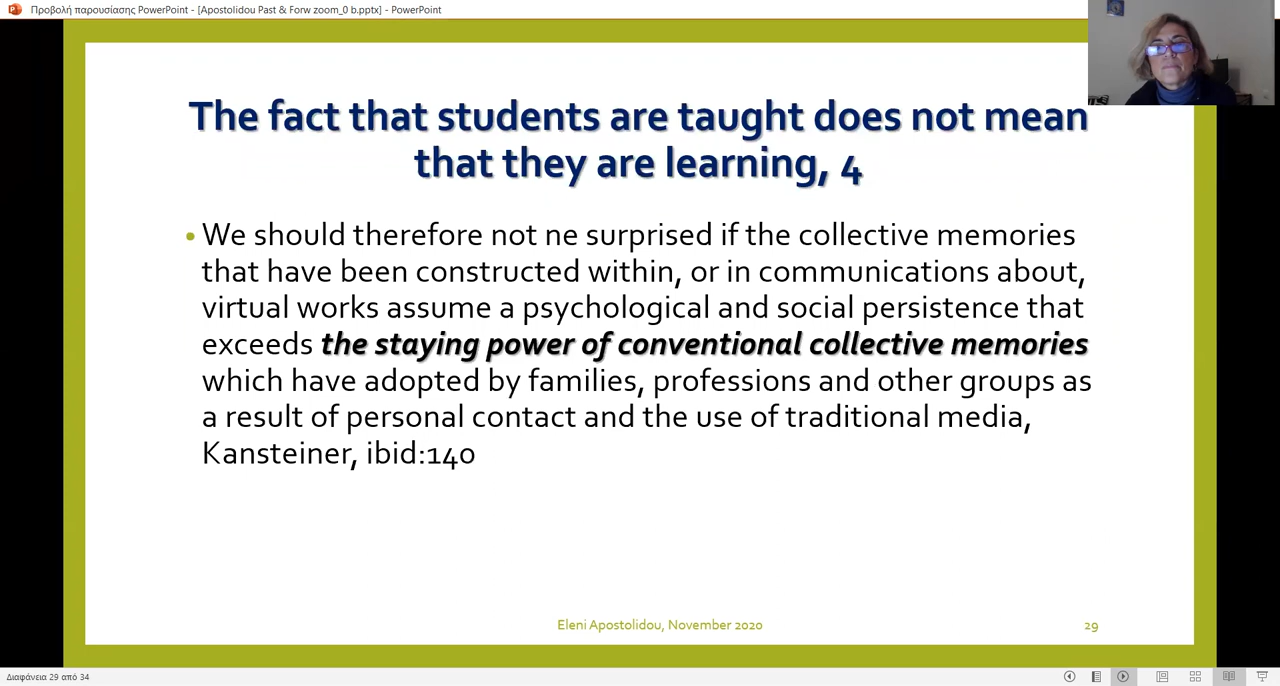 Προβολή παρουσίασης PowerPoint - [Apostolidou Past & Forw zoom_0 b.pptx] - PowerPoint
The fact that students are taught does not mean
that they are learning, 4
• We should therefore not ne surprised if the collective memories
that have been constructed within, or in communications about,
virtual works assume a psychological and social persistence that
exceeds the staying power of conventional collective memories
which have adopted by families, professions and other groups as
a result of personal contact and the use of traditional media,
Kansteiner, ibid:140
Eleni Apostolidou, November 2020
29
Διαφάνεια 29 από 34